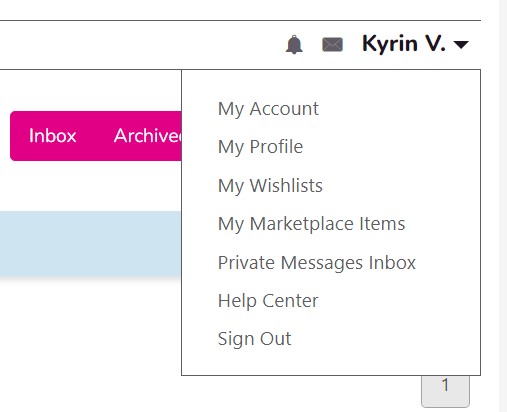 Kyrin V.
My Account
Inbox
My Profile
My Wishlists
My Marketplace Items
Private Messages Inbox
Help Center
Sign Out
1